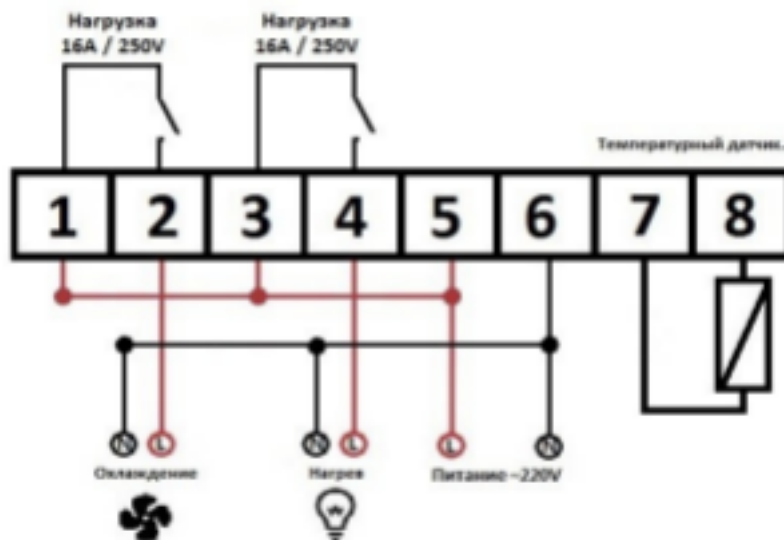 Нагрузка
16A / 250V
Нагрузка
16A / 250V
Температурный датчик.
1 2 3 4 5 6 7 8
N L N L L N
Охлаждение
Нагрев
Питание ~220V